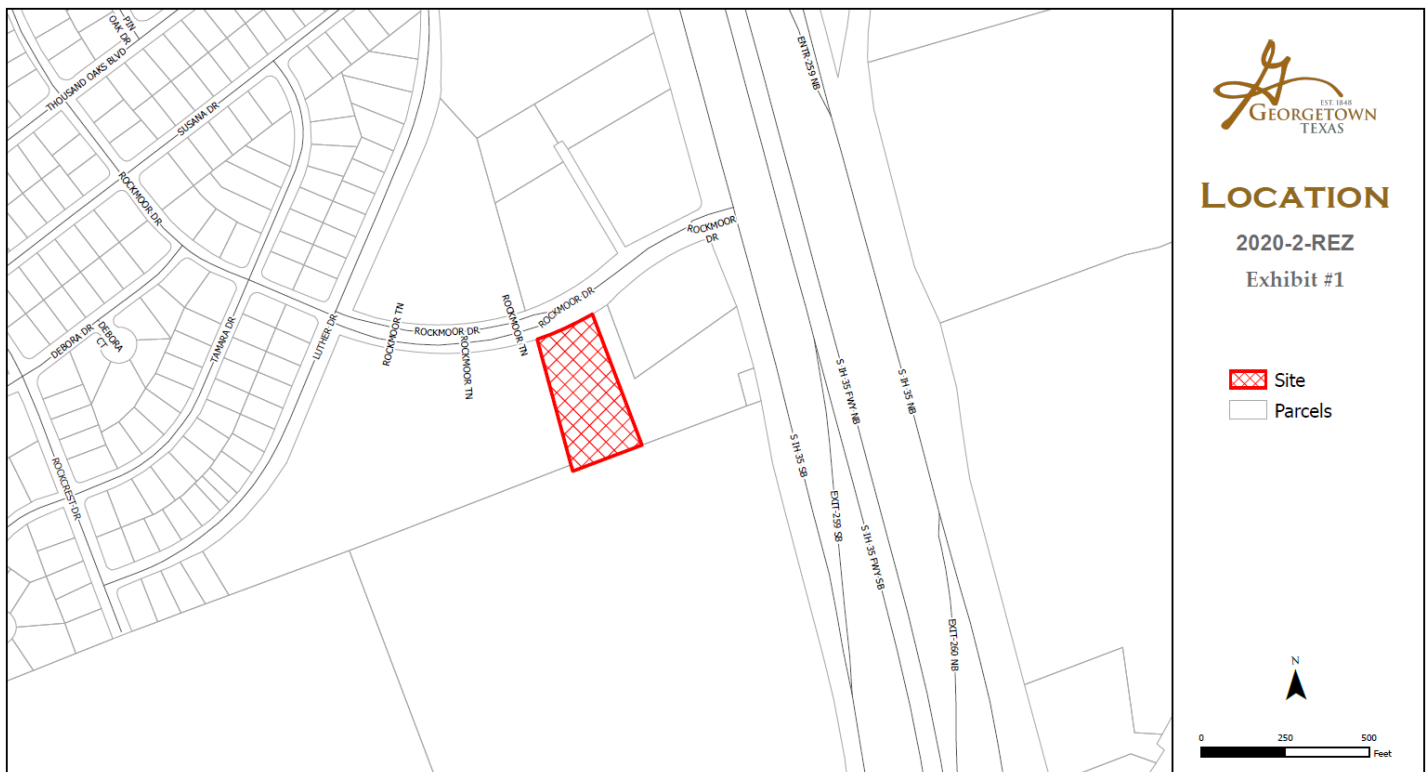 PIN
OAK DR
THOUSAND OAKS BLVD
SUSANA DR
ROCKMOOR DR
DEBORA DR
DEBORA
CT
TAMARA DR
LUTHER DR
ROCKCREST DR
ROCKMOOR TN
ROCKMOOR DR
ROCKMOOR TN
ROCKMOOR TN
ROCKMOOR DR
ROCKMOOR
DR
ENTR-259 NB
S IH 35 FWY NB
S IH 35 NB
S IH 35 SB
EXIT-259 SB
S IH 35 FWY SB
EXIT-260 NB
EST. 1848
GEORGETOWN
TEXAS
LOCATION
2020-2-REZ
Exhibit #1
Site
Parcels
N
0 250 500
Feet